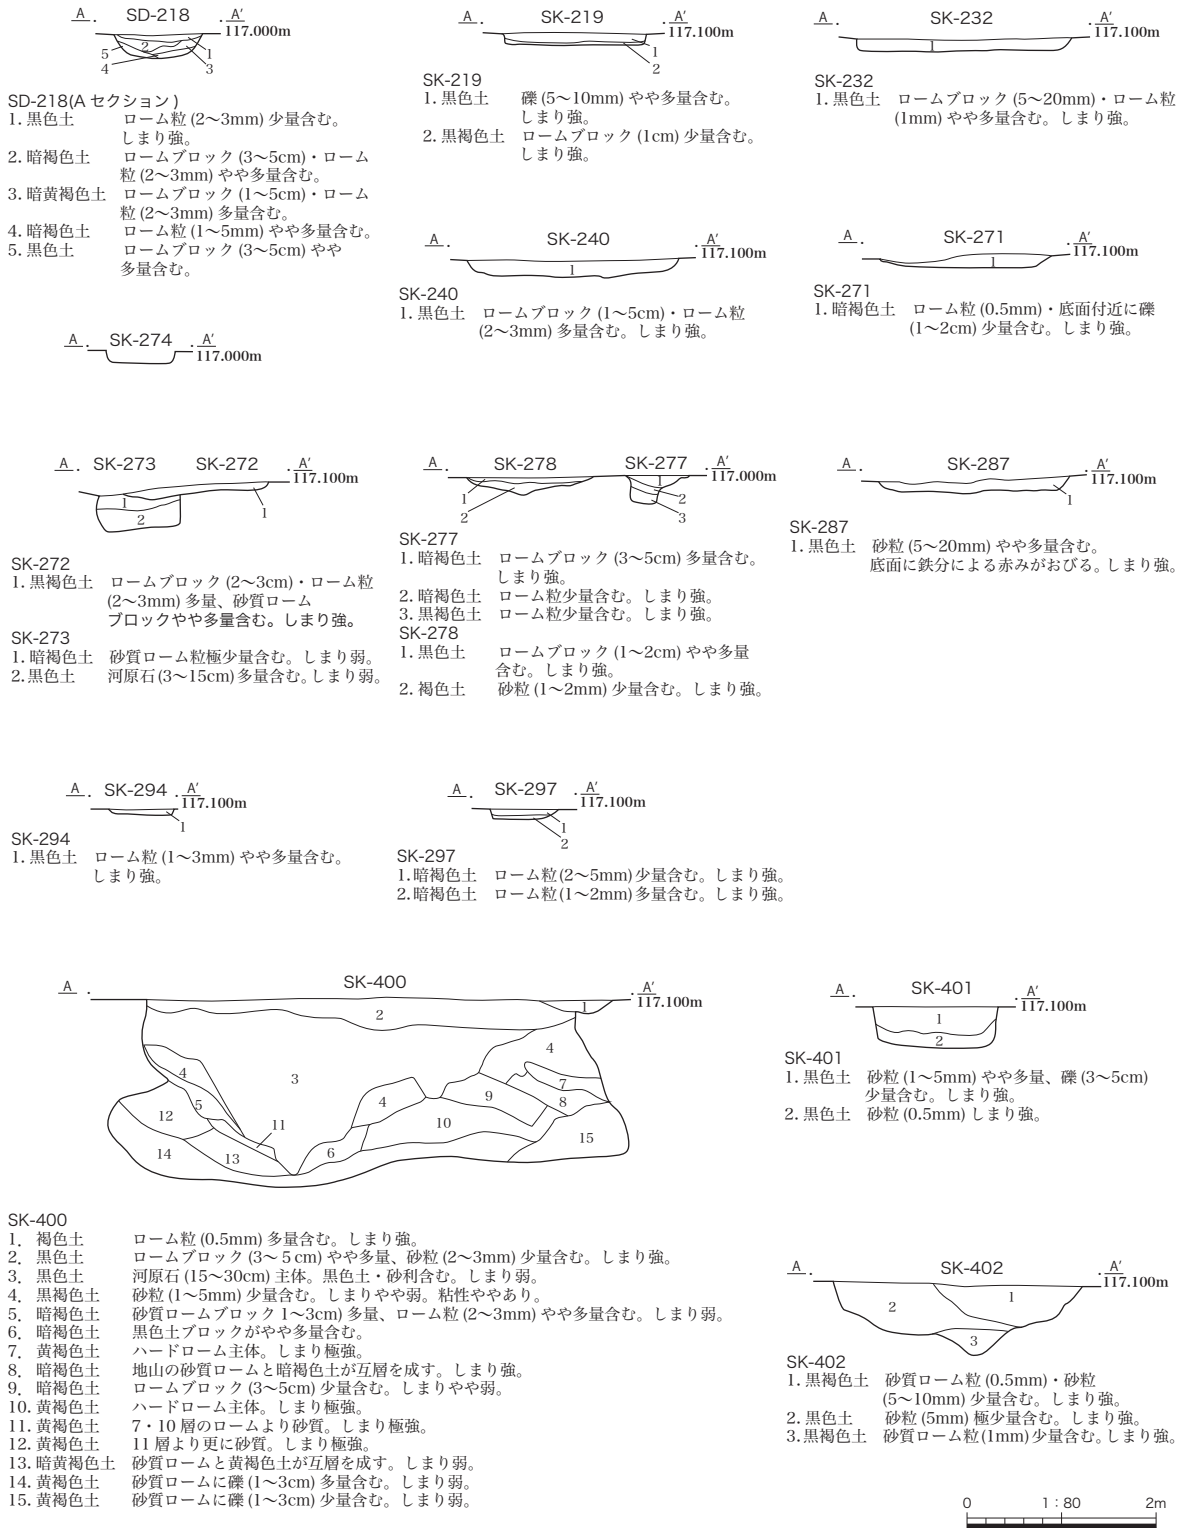 A . SD-218 . A′
117.000m
2
1
5
4
3
SD-218(A セクション)
1. 黒色土 ローム粒 (2〜3mm) 少量含む。
しまり強。
2. 暗褐色土 ロームブロック (3〜5cm)・ローム
粒 (2〜3mm) やや多量含む。
3. 暗黄褐色土 ロームブロック (1〜5cm)・ローム
粒 (2〜3mm) 多量含む。
4. 暗褐色土 ローム粒 (1〜5mm) やや多量含む。
5. 黒色土 ロームブロック (3〜5cm) やや
多量含む。
A . SK-219 . A′
117.100m
1
2
SK-219
1. 黒色土 礫 (5〜10mm) やや多量含む。
しまり強。
2. 黒褐色土 ロームブロック (1cm) 少量含む。
しまり強。
A . SK-232 . A′
117.100m
1
SK-232
1. 黒色土 ロームブロック (5〜20mm)・ローム粒
(1mm) やや多量含む。しまり強。
A . SK-240 . A′
117.100m
1
SK-240
1. 黒色土 ロームブロック (1〜5cm)・ローム粒
(2〜3mm) 多量含む。しまり強。
A . SK-271 . A′
117.100m
1
SK-271
1. 暗褐色土 ローム粒 (0.5mm)・底面付近に礫
(1〜2cm) 少量含む。しまり強。
A . SK-274 . A′
117.000m
A . SK-273 SK-272 . A′
117.100m
1
2
1
SK-272
1. 黒褐色土 ロームブロック (2〜3cm)・ローム粒
(2〜3mm) 多量、砂質ローム
ブロックやや多量含む。しまり強。
SK-273
1. 暗褐色土 砂質ローム粒極少量含む。しまり弱。
2. 黒色土 河原石 (3〜15cm) 多量含む。しまり弱。
A . SK-278 SK-277 . A′
117.000m
1
2
1
2
3
SK-277
1. 暗褐色土 ロームブロック (3〜5cm) 多量含む。
しまり強。
2. 暗褐色土 ローム粒少量含む。しまり強。
3. 黒褐色土 ローム粒少量含む。しまり強。
SK-278
1. 黒色土 ロームブロック (1〜2cm) やや多量
含む。しまり強。
2. 褐色土 砂粒 (1〜2mm) 少量含む。しまり強。
A . SK-287 . A′
117.100m
1
SK-287
1. 黒色土 砂粒 (5〜20mm) やや多量含む。
底面に鉄分による赤みがおびる。しまり強。
A . SK-294 . A′
117.100m
1
SK-294
1. 黒色土 ローム粒 (1〜3mm) やや多量含む。
しまり強。
A . SK-297 . A′
117.100m
1
2
SK-297
1. 暗褐色土 ローム粒 (2〜5mm) 少量含む。しまり強。
2. 暗褐色土 ローム粒 (1〜2mm) 多量含む。しまり強。
A . SK-400 . A′
117.100m
1
2
3
4
4
7
8
9
4
5
12
11
10
15
14
13
6
SK-400
1. 褐色土 ローム粒 (0.5mm) 多量含む。しまり強。
2. 黒色土 ロームブロック (3〜5cm) やや多量、砂粒 (2〜3mm) 少量含む。しまり強。
3. 黒色土 河原石 (15〜30cm) 主体。黒色土・砂利含む。しまり弱。
4. 黒褐色土 砂粒 (1〜5mm) 少量含む。しまりやや弱。粘性ややあり。
5. 暗褐色土 砂質ロームブロック 1〜3cm) 多量、ローム粒 (2〜3mm) やや多量含む。しまり弱。
6. 暗褐色土 黒色土ブロックがやや多量含む。
7. 黄褐色土 ハードローム主体。しまり極強。
8. 暗褐色土 地山の砂質ロームと暗褐色土が互層を成す。しまり強。
9. 暗褐色土 ロームブロック (3〜5cm) 少量含む。しまりやや弱。
10. 黄褐色土 ハードローム主体。しまり極強。
11. 黄褐色土 7・10 層のロームより砂質。しまり極強。
12. 黄褐色土 11 層より更に砂質。しまり極強。
13. 暗黄褐色土 砂質ロームと黄褐色土が互層を成す。しまり弱。
14. 黄褐色土 砂質ロームに礫 (1〜3cm) 多量含む。しまり弱。
15. 黄褐色土 砂質ロームに礫 (1〜3cm) 少量含む。しまり弱。
A . SK-401 . A′
117.100m
1
2
SK-401
1. 黒色土 砂粒 (1〜5mm) やや多量、礫 (3〜5cm)
少量含む。しまり強。
2. 黒色土 砂粒 (0.5mm) しまり強。
A . SK-402 . A′
117.100m
1
2
3
SK-402
1. 黒褐色土 砂質ローム粒 (0.5mm)・砂粒
(5〜10mm) 少量含む。しまり強。
2. 黒色土 砂粒 (5mm) 極少量含む。しまり強。
3. 黒褐色土 砂質ローム粒 (1mm) 少量含む。しまり強。
0 1:80 2m